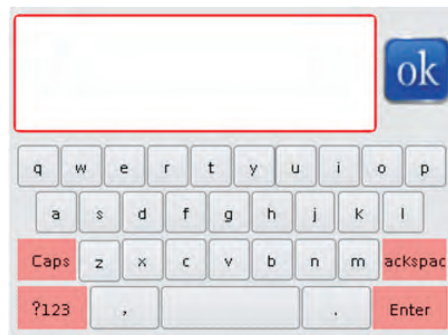 ok
q w e r t y u i o p
a s d f g h j k l
Caps z x c v b n m ackspac
?123 , . Enter